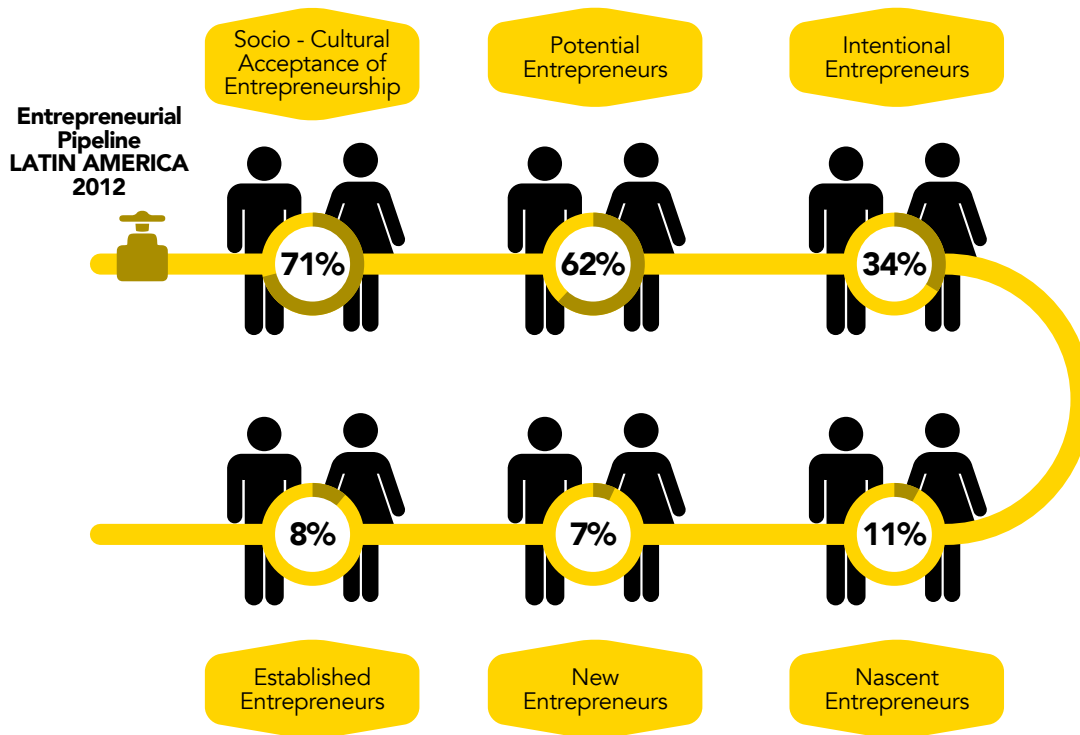 Socio - Cultural
Acceptance of
Entrepreneurship
Potential
Entrepreneurs
Intentional
Entrepreneurs
Entrepreneurial
Pipeline
LATIN AMERICA
2012
71%
62%
34%
8%
7%
11%
Established
Entrepreneurs
New
Entrepreneurs
Nascent
Entrepreneurs